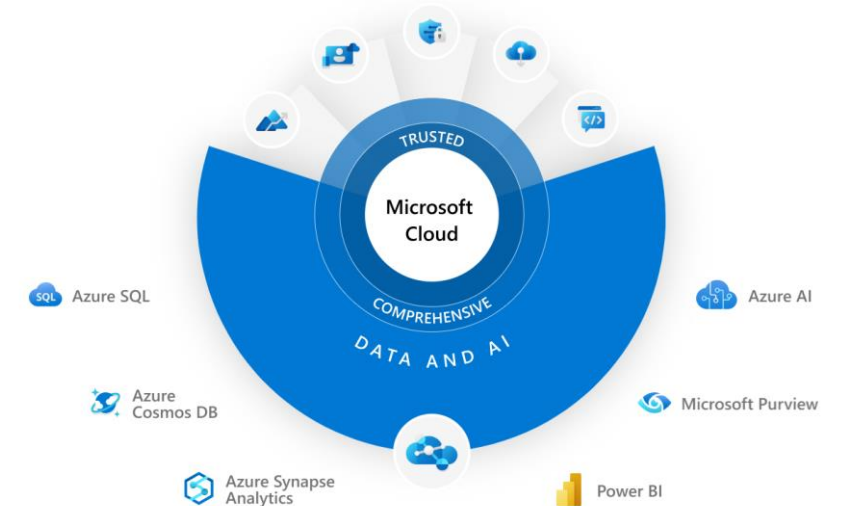 TRUSTED
Microsoft
Cloud
COMPREHENSIVE
DATA AND AI
SQL
Azure SQL
Azure AI
Azure
Cosmos DB
Microsoft Purview
Azure Synapse
Analytics
Power BI